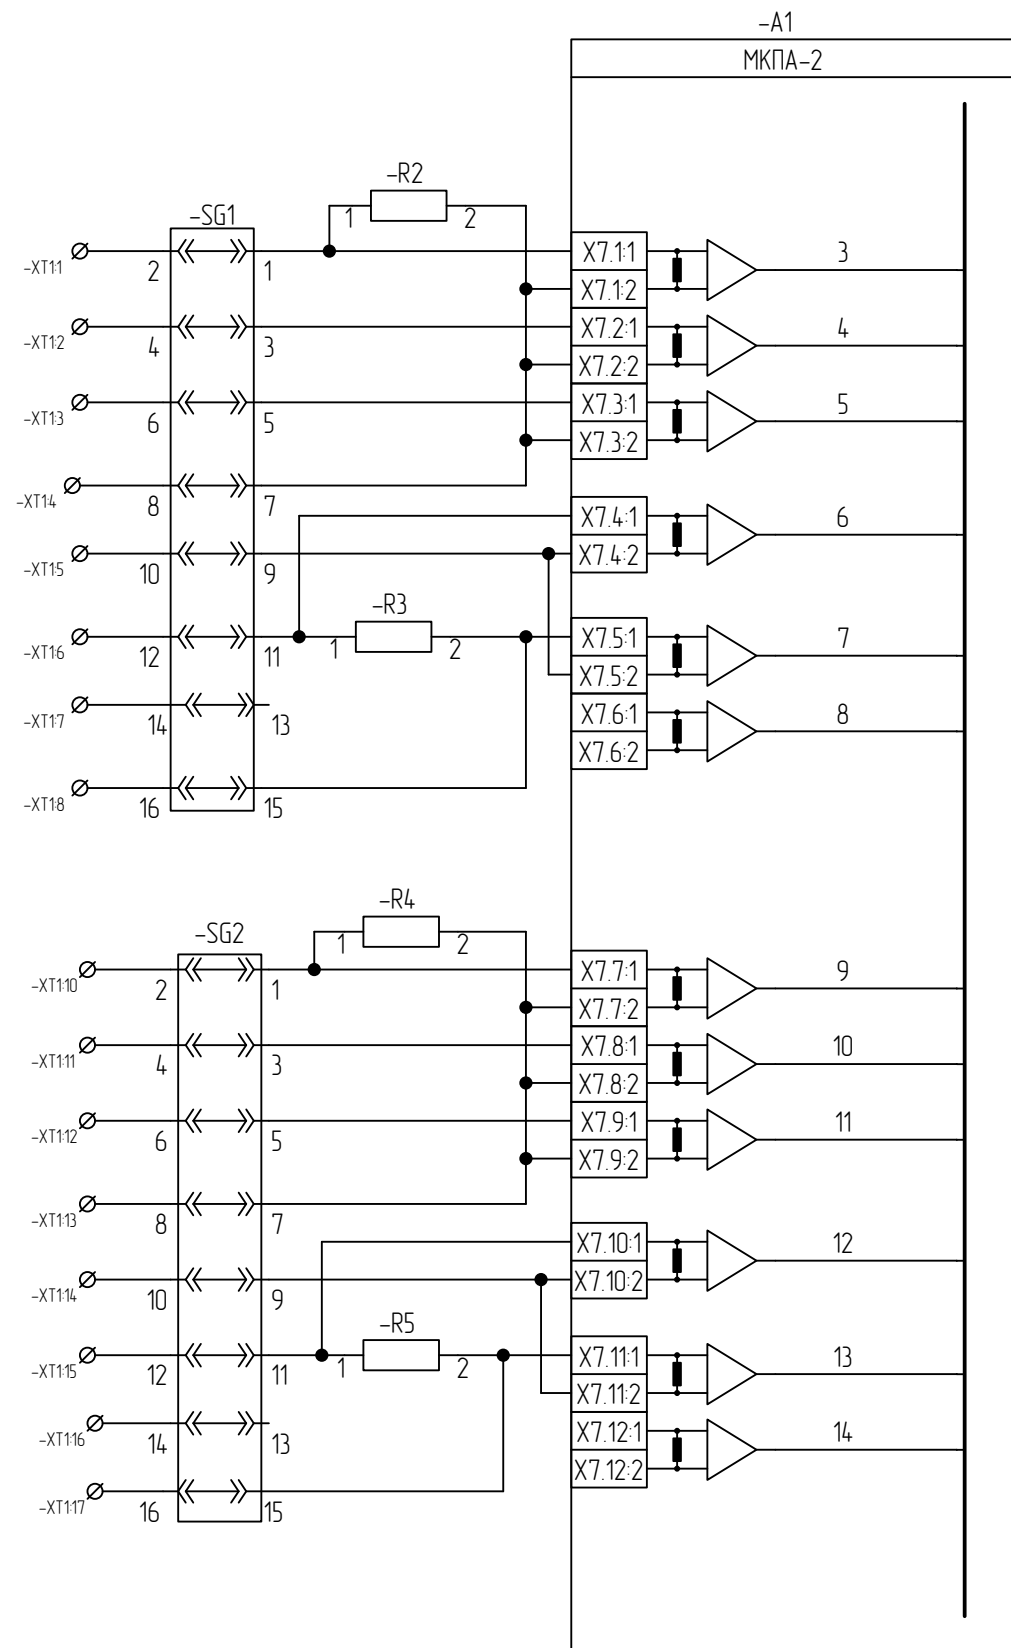 -A1
МКПА-2
-R2
1 2
-SG1
-XT1:1 2 1 X7.1:1 3
X7.1:2
-XT1:2 4 3 X7.2:1 4
X7.2:2
-XT1:3 6 5 X7.3:1 5
X7.3:2
-XT1:4 8 7
X7.4:1 6
-XT1:5 10 9 X7.4:2
-R3
-XT1:6 12 11 1 2 X7.5:1 7
X7.5:2
-XT1:7 14 13 X7.6:1 8
X7.6:2
-XT1:8 16 15
-R4
1 2
-SG2
-XT1:10 2 1 X7.7:1 9
X7.7:2
-XT1:11 4 3 X7.8:1 10
X7.8:2
-XT1:12 6 5 X7.9:1 11
X7.9:2
-XT1:13 8 7
X7.10:1 12
-XT1:14 10 9 X7.10:2
-R5
-XT1:15 12 11 1 2 X7.11:1 13
X7.11:2
-XT1:16 14 13 X7.12:1 14
X7.12:2
-XT1:17 16 15